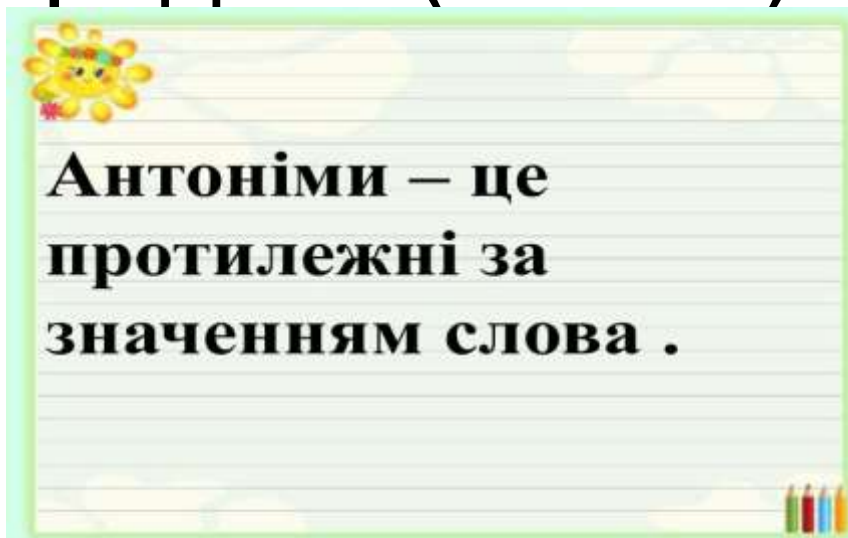 Антоніми – це
протилежні за
значенням слова .